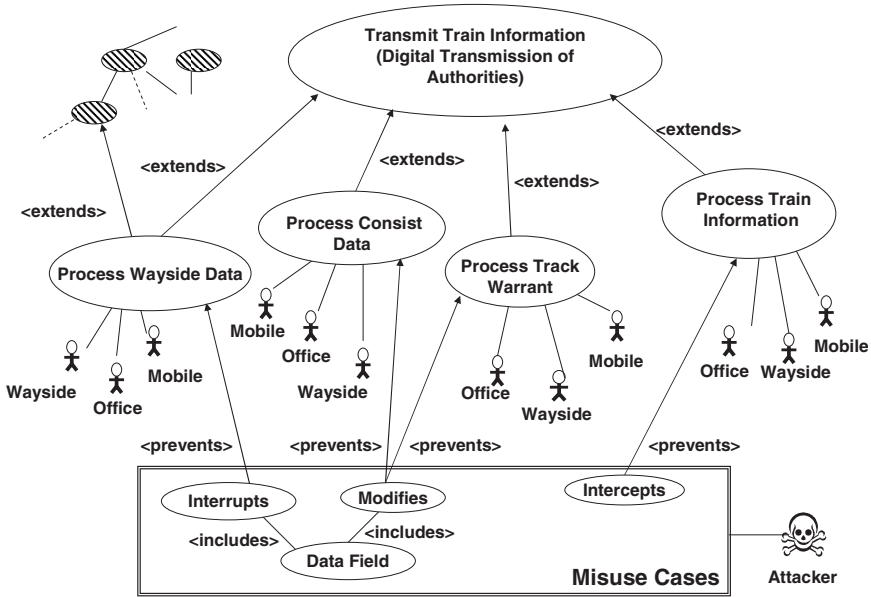 Transmit Train Information
(Digital Transmission of
Authorities)
<extends>
<extends>
<extends>
<extends>
<extends>
Process Wayside Data
Process Consist
Data
Process Track
Warrant
Process Train
Information
Wayside
Office
Mobile
Mobile
Office
Wayside
Office
Wayside
Mobile
Office
Wayside
Mobile
<prevents>
<prevents>
<prevents>
<prevents>
Interrupts
Modifies
Intercepts
<includes>
<includes>
Data Field
Misuse Cases
Attacker